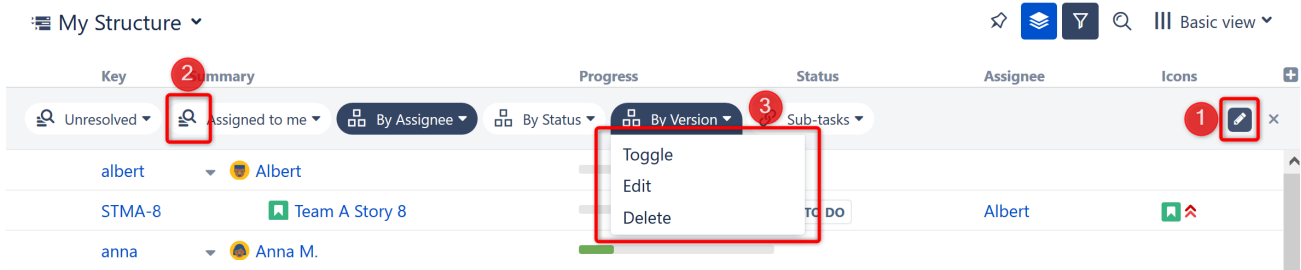 My Structure
Basic view
Key Summary Progress Status Assignee Icons
2
3
1
Unresolved Assigned to me By Assignee By Status By Version Sub-tasks
Toggle
Edit
Delete
albert Albert
STMA-8 Team A Story 8 TO DO Albert
anna Anna M.